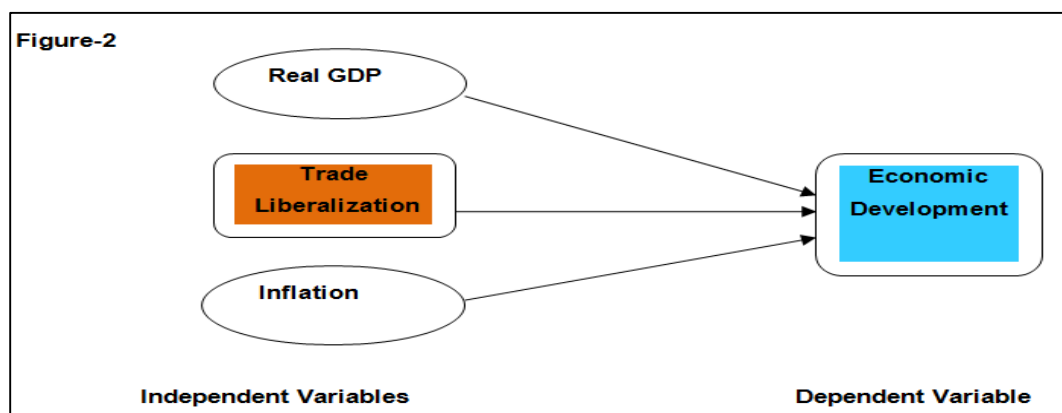 Figure-2
Real GDP
Trade
Liberalization
Economic
Development
Inflation
Independent Variables
Dependent Variable